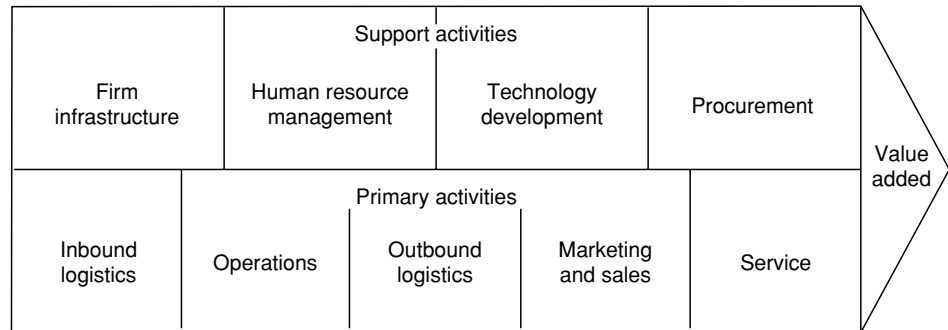 Support activities
Firm
infrastructure
Human resource
management
Technology
development
Procurement
Value
added
Primary activities
Inbound
logistics
Operations
Outbound
logistics
Marketing
and sales
Service